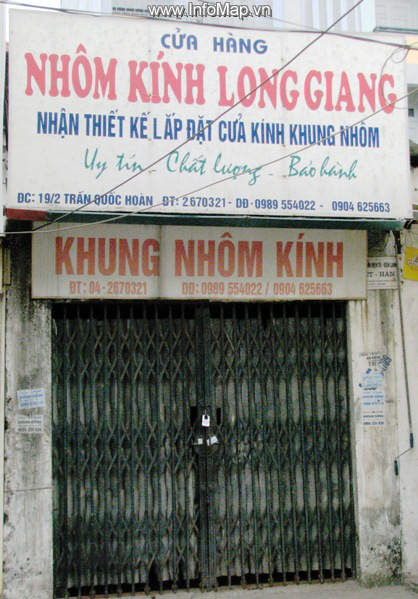 www.InfoMap.vn
CỬA HÀNG
NHÔM KÍNH LONG GIANG
NHẬN THIẾT KẾ LẮP ĐẶT CỬA KÍNH KHUNG NHÔM
Uy tín - Chất lượng - Bảo hành
ĐC: 19/2 TRẦN QUỐC HOÀN ĐT: 2 670321 - DĐ: 0989 554022 - 0904 625663
KHUNG NHÔM KÍNH
ĐT: 04-2670321 DĐ: 0989 554022 / 0904 625663